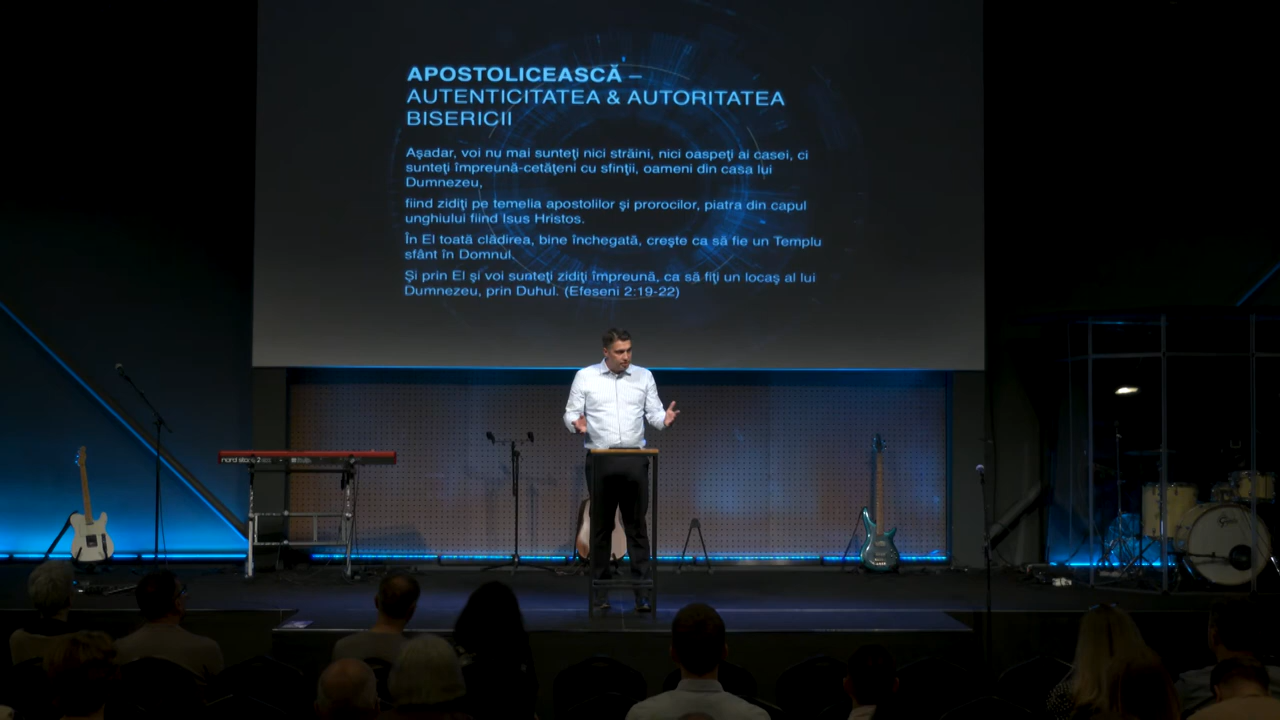 APOSTOLICEASCĂ –
AUTENTICITATEA & AUTORITATEA
BISERICII
Aşadar, voi nu mai sunteţi nici străini, nici oaspeţi ai casei, ci
sunteţi împreună-cetăţeni cu sfinţii, oameni din casa lui
Dumnezeu,
fiind zidiţi pe temelia apostolilor şi prorocilor, piatra din capul
unghiului fiind Isus Hristos.
În El toată clădirea, bine închegată, creşte ca să fie un Templu
sfânt în Domnul.
Şi prin El şi voi sunteţi zidiţi împreună, ca să fiţi un locaş al lui
Dumnezeu, prin Duhul. (Efeseni 2:19-22)
nord